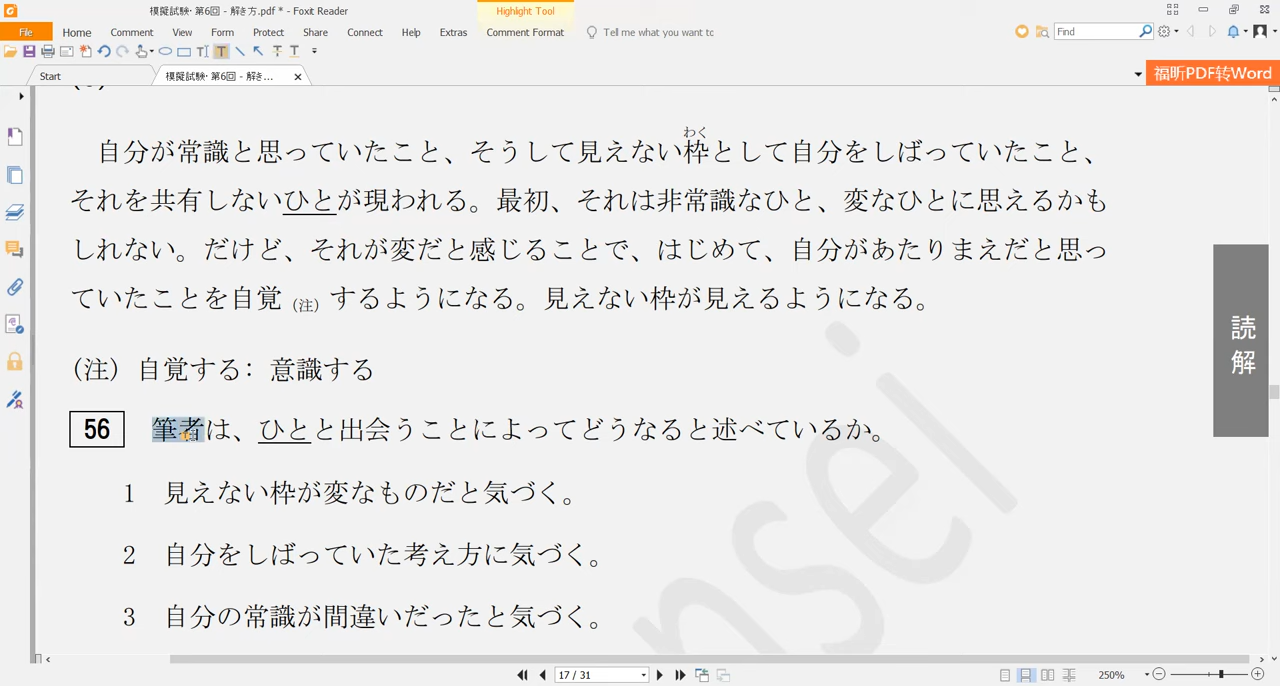 模擬試験· 第6回 - 解き方.pdf * - Foxit Reader
Highlight Tool
File Home Comment View Form Protect Share Connect Help Extras Comment Format Tell me what you want tc Find
Start 模擬試験· 第6回 - 解き... 福昕PDF转Word
わく
自分が常識と思っていたこと、そうして見えない枠として自分をしばっていたこと、
それを共有しないひとが現われる。最初、それは非常識なひと、変なひとに思えるかも
しれない。だけど、それが変だと感じることで、はじめて、自分があたりまえだと思っ
ていたことを自覚（注）するようになる。見えない枠が見えるようになる。
読解
（注）自覚する：意識する
56 筆者は、ひとと出会うことによってどうなると述べているか。
1 見えない枠が変なものだと気づく。
2 自分をしばっていた考え方に気づく。
3 自分の常識が間違いだったと気づく。
nsei
17 / 31 250%